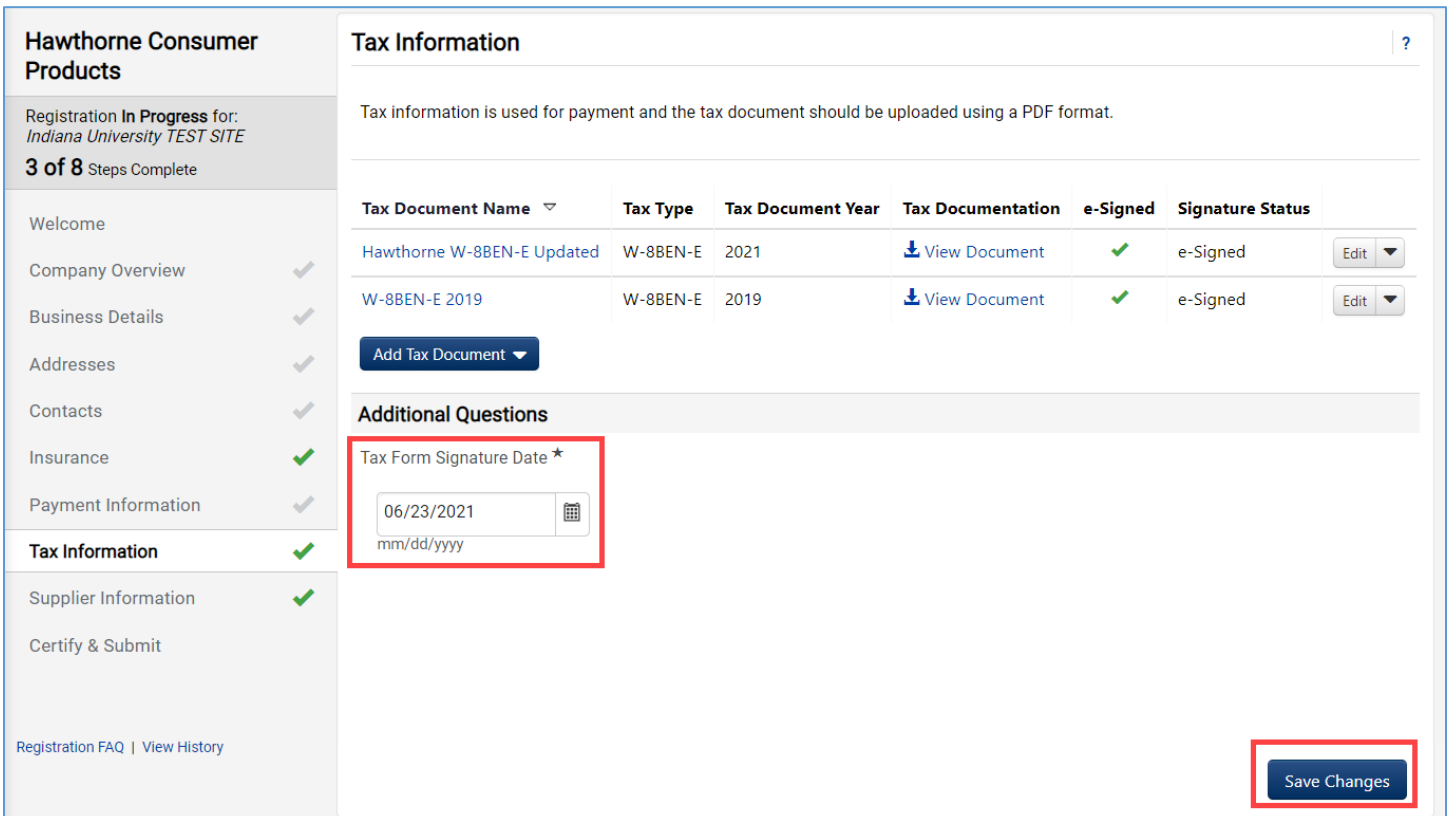 Hawthorne Consumer
Products
Registration In Progress for:
Indiana University TEST SITE
3 of 8 Steps Complete
Welcome
Company Overview
Business Details
Addresses
Contacts
Insurance
Payment Information
Tax Information
Supplier Information
Certify & Submit
Registration FAQ | View History
Tax Information ?
Tax information is used for payment and the tax document should be uploaded using a PDF format.
Tax Document Name Tax Type Tax Document Year Tax Documentation e-Signed Signature Status
Hawthorne W-8BEN-E Updated W-8BEN-E 2021 View Document e-Signed Edit
W-8BEN-E 2019 W-8BEN-E 2019 View Document e-Signed Edit
Add Tax Document
Additional Questions
Tax Form Signature Date ★
06/23/2021
mm/dd/yyyy
Save Changes